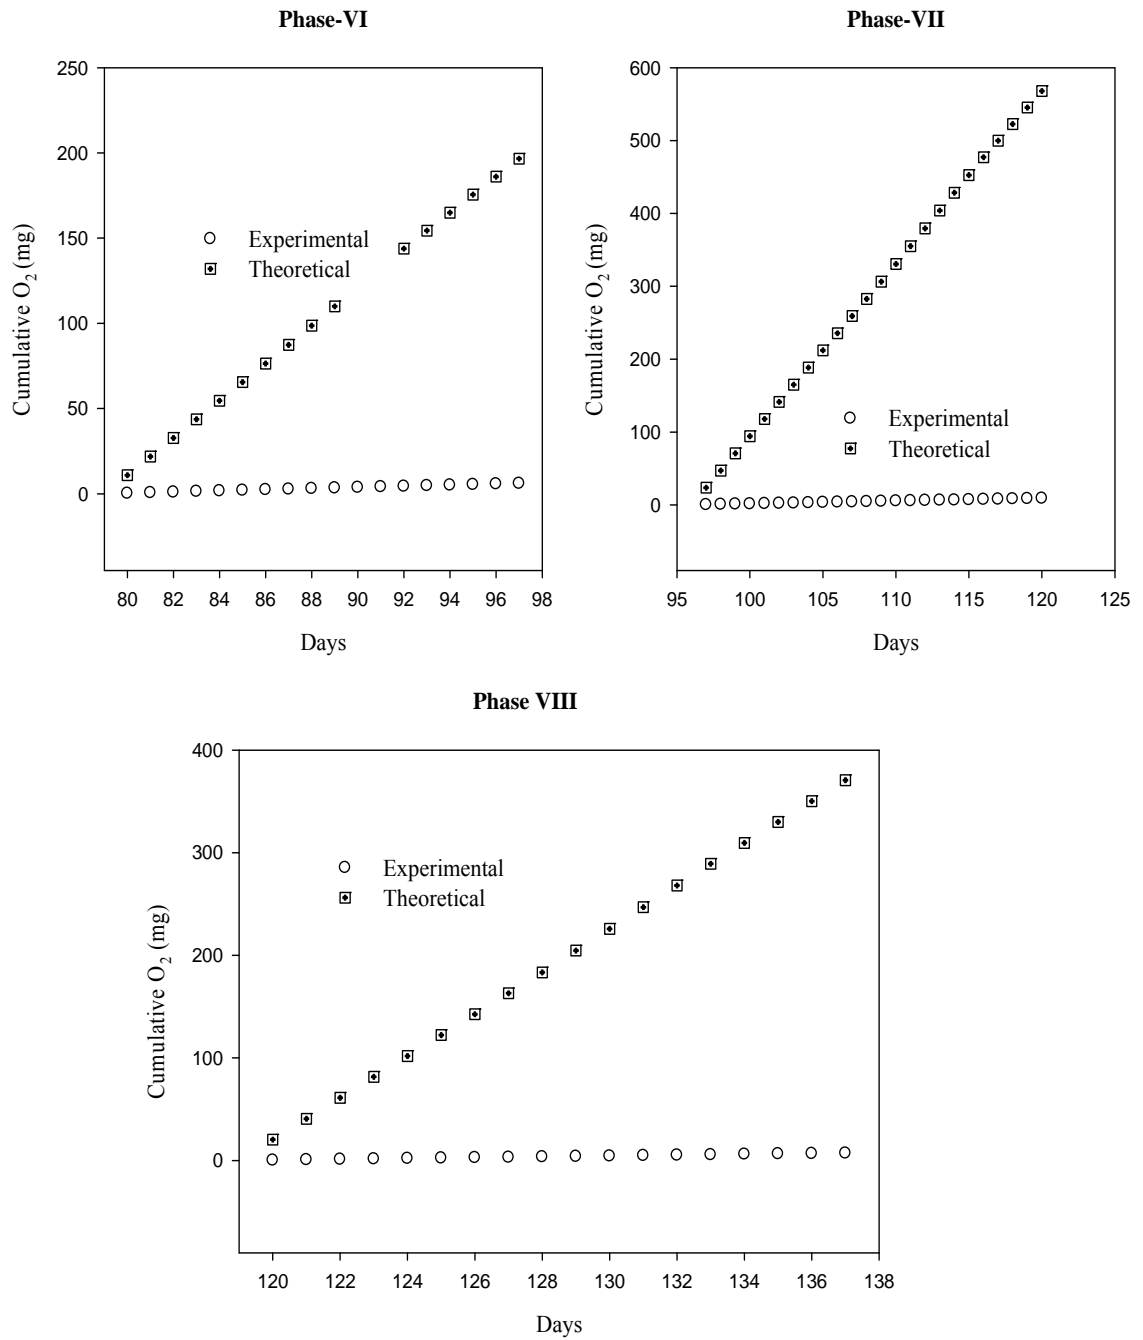 Phase-VI
250
200
150
100
50
0
Cumulative O2 (mg)
Experimental
Theoretical
80 82 84 86 88 90 92 94 96 98
Days
Phase-VII
600
500
400
300
200
100
0
Cumulative O2 (mg)
Experimental
Theoretical
95 100 105 110 115 120 125
Days
Phase VIII
400
300
200
100
0
Cumulative O2 (mg)
Experimental
Theoretical
120 122 124 126 128 130 132 134 136 138
Days